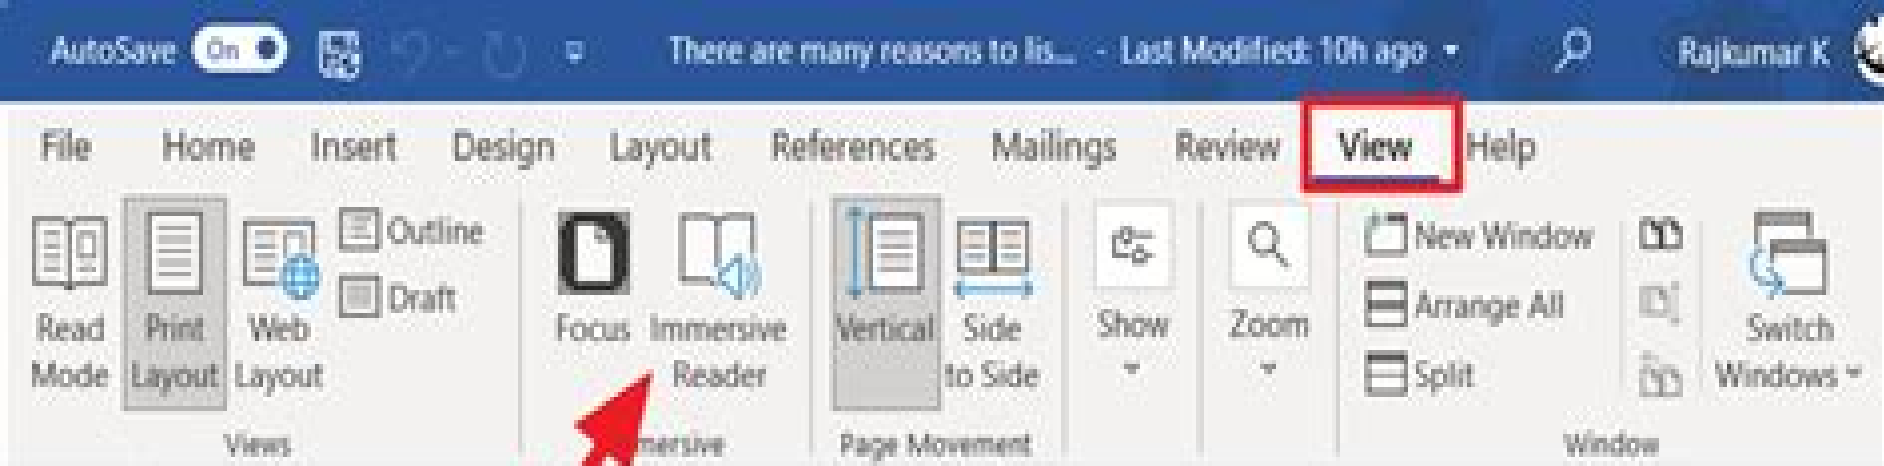 AutoSave On There are many reasons to lis... - Last Modified: 10h ago Rajkumar K
File Home Insert Design Layout References Mailings Review View Help
Read Mode
Print Layout
Web Layout
Outline
Draft
Views
Focus
Immersive Reader
mersive
Vertical
Side to Side
Page Movement
Show
Zoom
New Window
Arrange All
Split
Switch Windows
Window